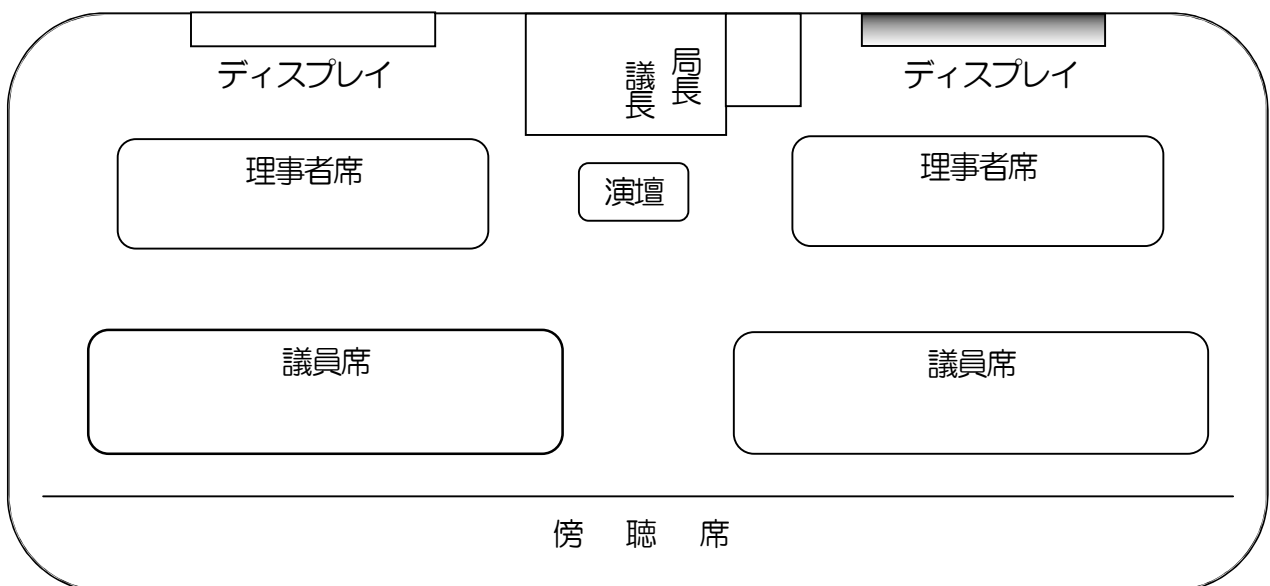 ディスプレイ
議長
局長
ディスプレイ
理事者席
演壇
理事者席
議員席
議員席
傍聴席